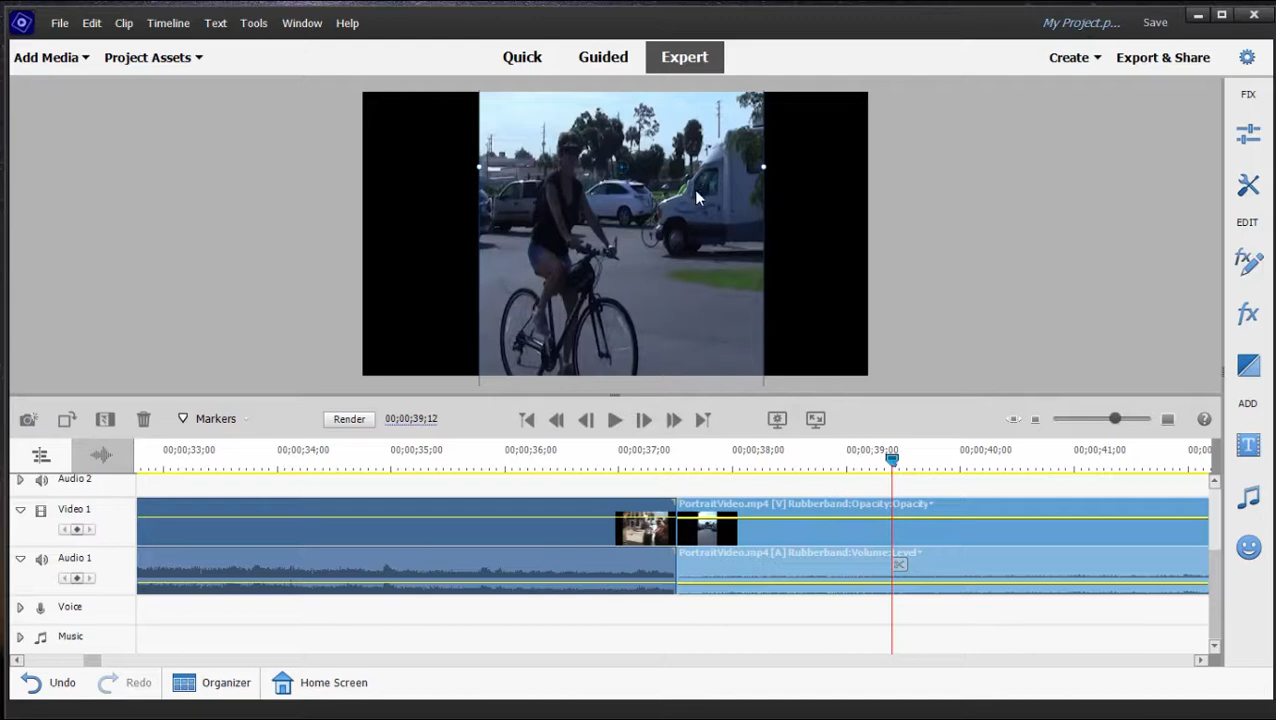 File Edit Clip Timeline Text Tools Window Help My Project.p... Save
Add Media Project Assets Quick Guided Expert Create Export & Share
FIX
EDIT
ADD
Markers Render 00;00;39;12
00;00;33;00 00;00;34;00 00;00;35;00 00;00;36;00 00;00;37;00 00;00;38;00 00;00;39;00 00;00;40;00 00;00;41;00 00;00
Audio 2
Video 1 PortraitVideo.mp4 [V] Rubberband:Opacity:Opacity
Audio 1 PortraitVideo.mp4 [A] Rubberband:Volume:Level
Voice
Music
Undo Redo Organizer Home Screen